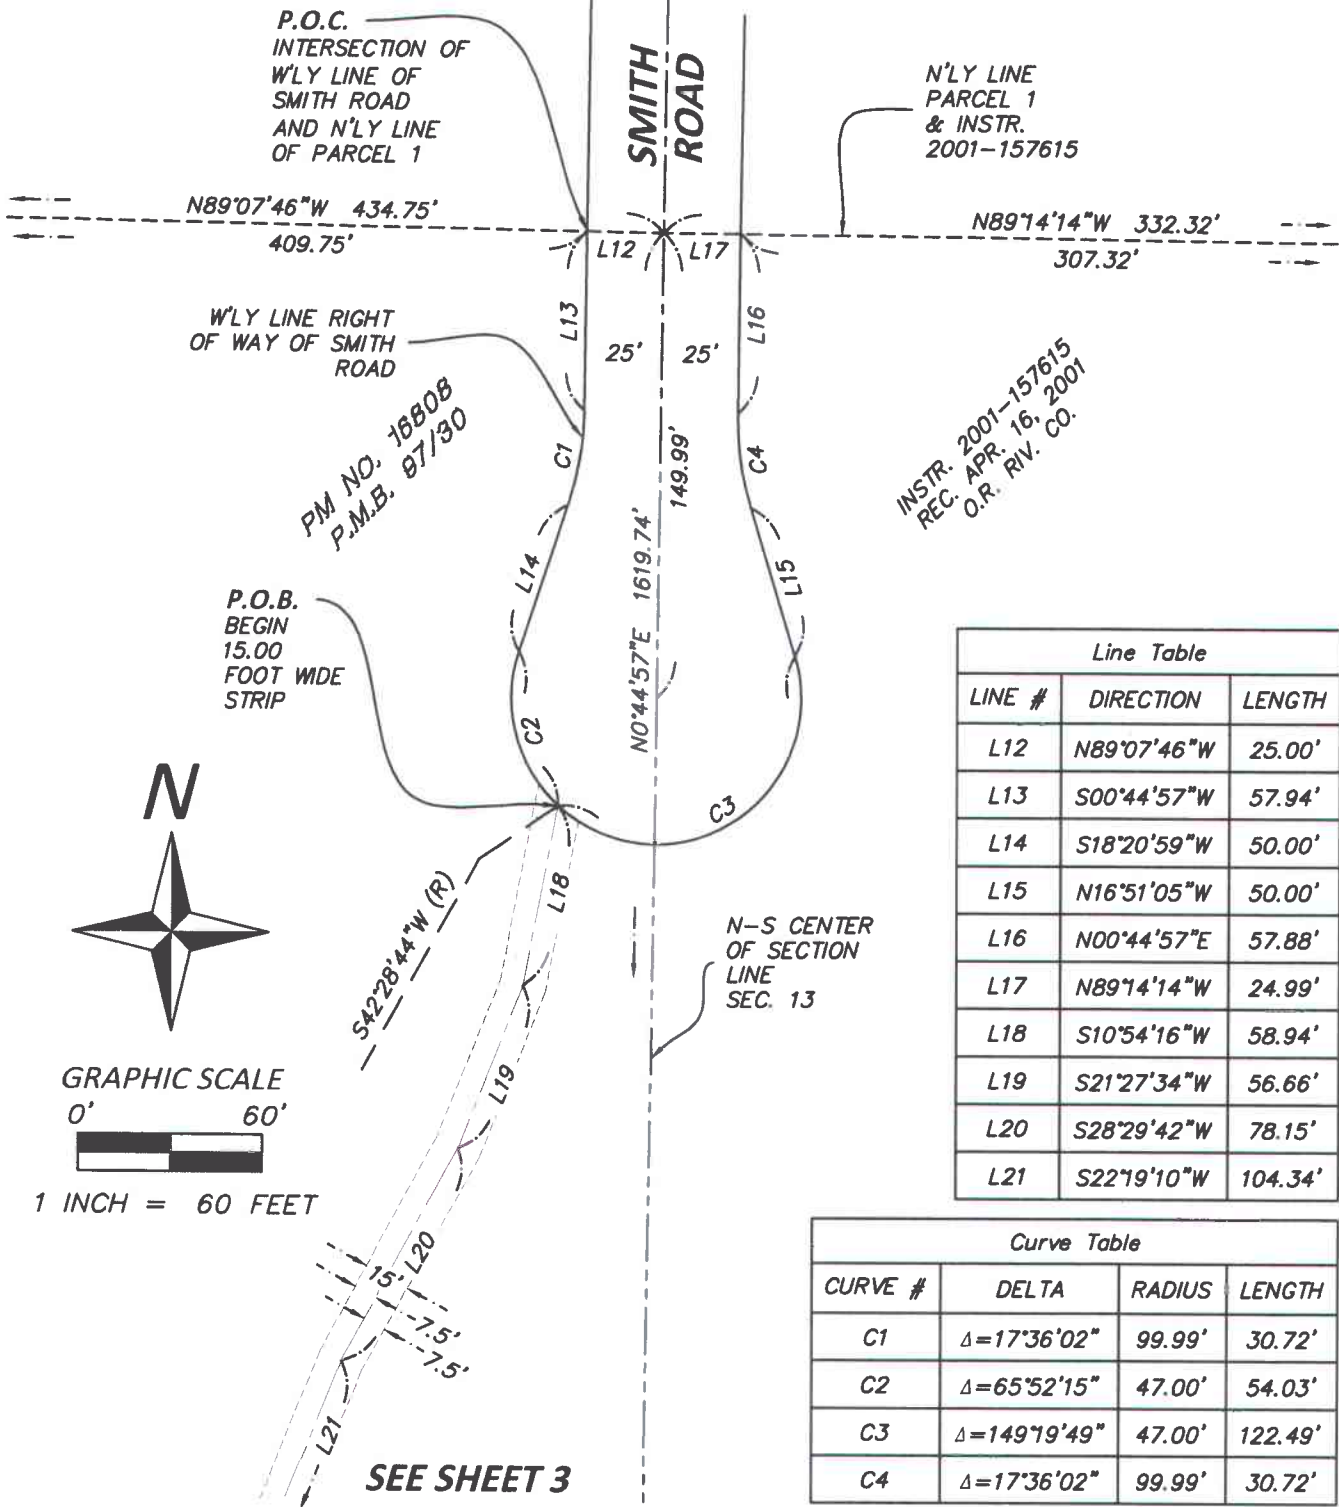 P.O.C.
INTERSECTION OF
W'LY LINE OF
SMITH ROAD
AND N'LY LINE
OF PARCEL 1
SMITH
ROAD
N'LY LINE
PARCEL 1
& INSTR.
2001-157615
N89°07'46"W 434.75'
409.75'
L12
L17
N89°14'14"W 332.32'
307.32'
W'LY LINE RIGHT
OF WAY OF SMITH
ROAD
L13
25'
25'
L16
PM NO. 16808
P.M.B. 97/30
C1
149.99'
C4
INSTR. 2001-157615
REC. APR. 16, 2001
O.R. RIV. CO.
L14
N0°44'57"E 1619.74'
L15
P.O.B.
BEGIN
15.00
FOOT WIDE
STRIP
C2
C3
N
S42°28'44"W (R)
L18
N-S CENTER
OF SECTION
LINE
SEC. 13
L19
GRAPHIC SCALE
0' 60'
1 INCH = 60 FEET
L20
15'
7.5'
7.5'
L21
SEE SHEET 3
Line Table
LINE # DIRECTION LENGTH
L12 N89°07'46"W 25.00'
L13 S00°44'57"W 57.94'
L14 S18°20'59"W 50.00'
L15 N16°51'05"W 50.00'
L16 N00°44'57"E 57.88'
L17 N89°14'14"W 24.99'
L18 S10°54'16"W 58.94'
L19 S21°27'34"W 56.66'
L20 S28°29'42"W 78.15'
L21 S22°19'10"W 104.34'
Curve Table
CURVE # DELTA RADIUS LENGTH
C1 Δ=17°36'02" 99.99' 30.72'
C2 Δ=65°52'15" 47.00' 54.03'
C3 Δ=149°19'49" 47.00' 122.49'
C4 Δ=17°36'02" 99.99' 30.72'